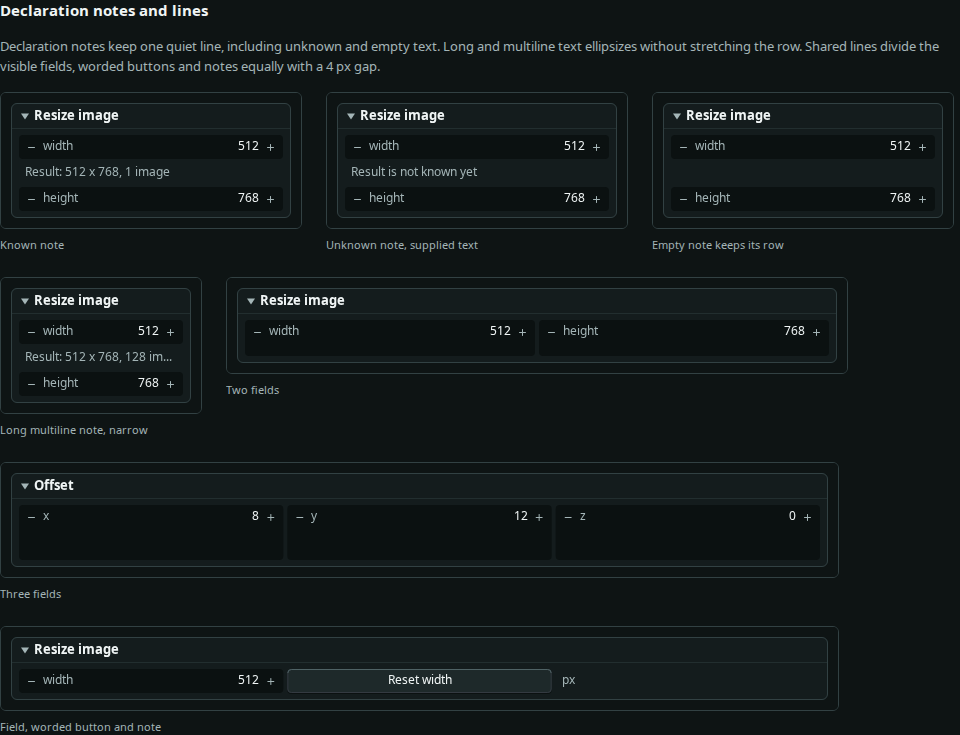 Declaration notes and lines
Declaration notes keep one quiet line, including unknown and empty text. Long and multiline text ellipsizes without stretching the row. Shared lines divide the
visible fields, worded buttons and notes equally with a 4 px gap.
▼ Resize image
– width 512 +
Result: 512 x 768, 1 image
– height 768 +
Known note
▼ Resize image
– width 512 +
Result is not known yet
– height 768 +
Unknown note, supplied text
▼ Resize image
– width 512 +
– height 768 +
Empty note keeps its row
▼ Resize image
– width 512 +
Result: 512 x 768, 128 im...
– height 768 +
Long multiline note, narrow
▼ Resize image
– width 512 + – height 768 +
Two fields
▼ Offset
– x 8 + – y 12 + – z 0 +
Three fields
▼ Resize image
– width 512 + Reset width px
Field, worded button and note